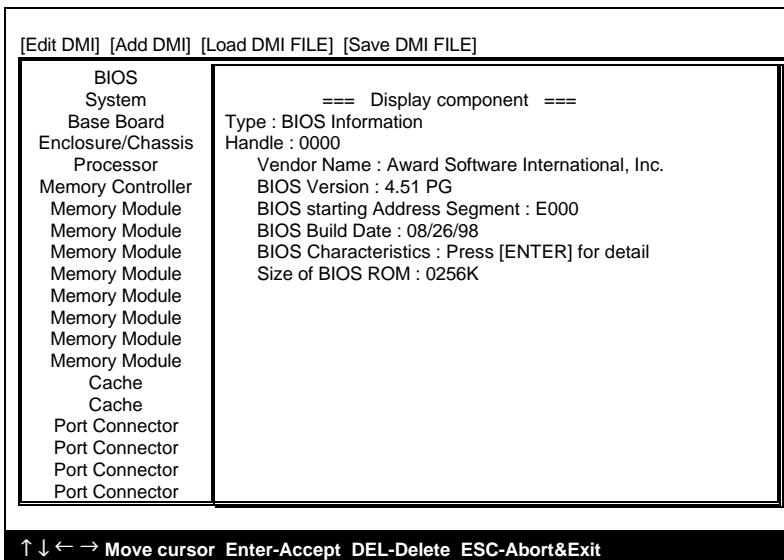 [Edit DMI] [Add DMI] [Load DMI FILE] [Save DMI FILE]
BIOS
System
Base Board
Enclosure/Chassis
Processor
Memory Controller
Memory Module
Memory Module
Memory Module
Memory Module
Memory Module
Memory Module
Memory Module
Memory Module
Cache
Cache
Port Connector
Port Connector
Port Connector
Port Connector
=== Display component ===
Type : BIOS Information
Handle : 0000
Vendor Name : Award Software International, Inc.
BIOS Version : 4.51 PG
BIOS starting Address Segment : E000
BIOS Build Date : 08/26/98
BIOS Characteristics : Press [ENTER] for detail
Size of BIOS ROM : 0256K
↑↓← → Move cursor Enter-Accept DEL-Delete ESC-Abort&Exit